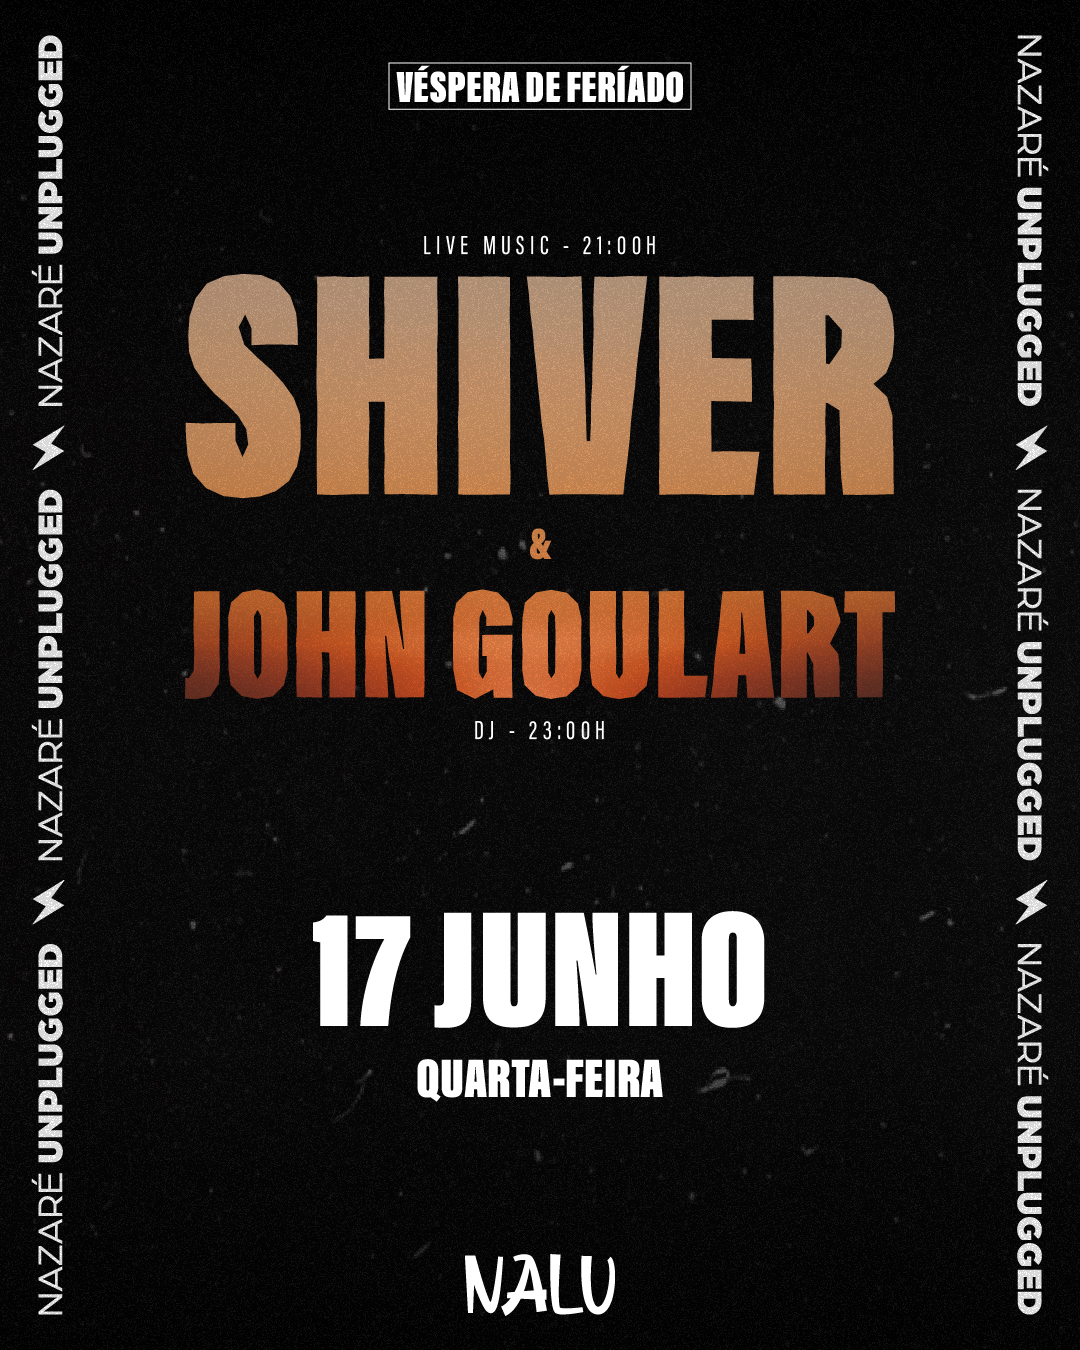 VÉSPERA DE FERÍADO
LIVE MUSIC - 21:00H
SHIVER
&
JOHN GOULART
DJ - 23:00H
17 JUNHO
QUARTA-FEIRA
NALU
NAZARÉ UNPLUGGED NAZARÉ UNPLUGGED NAZARÉ UNPLUGGED
NAZARÉ UNPLUGGED NAZARÉ UNPLUGGED NAZARÉ UNPLUGGED